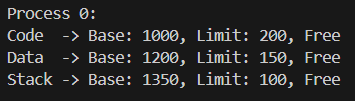 Process 0:
Code  -> Base: 1000, Limit: 200, Free
Data  -> Base: 1200, Limit: 150, Free
Stack -> Base: 1350, Limit: 100, Free